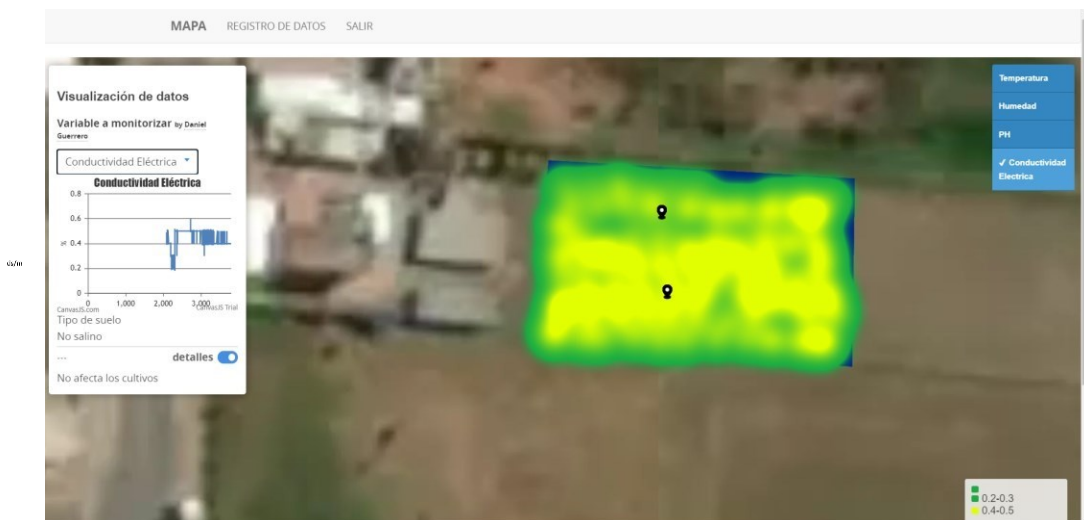 MAPA REGISTRO DE DATOS SALIR
Visualización de datos
Variable a monitorizar by Daniel
Guerrero
Conductividad Eléctrica
Conductividad Eléctrica
0.8
0.6
0.4
0.2
0
%
ds/m
0 1,000 2,000 3,000
CanvasJS.com
CanvasJS Trial
Tipo de suelo
No salino
... detalles
No afecta los cultivos
Temperatura
Humedad
PH
✓ Conductividad
Electrica
0.2-0.3
0.4-0.5